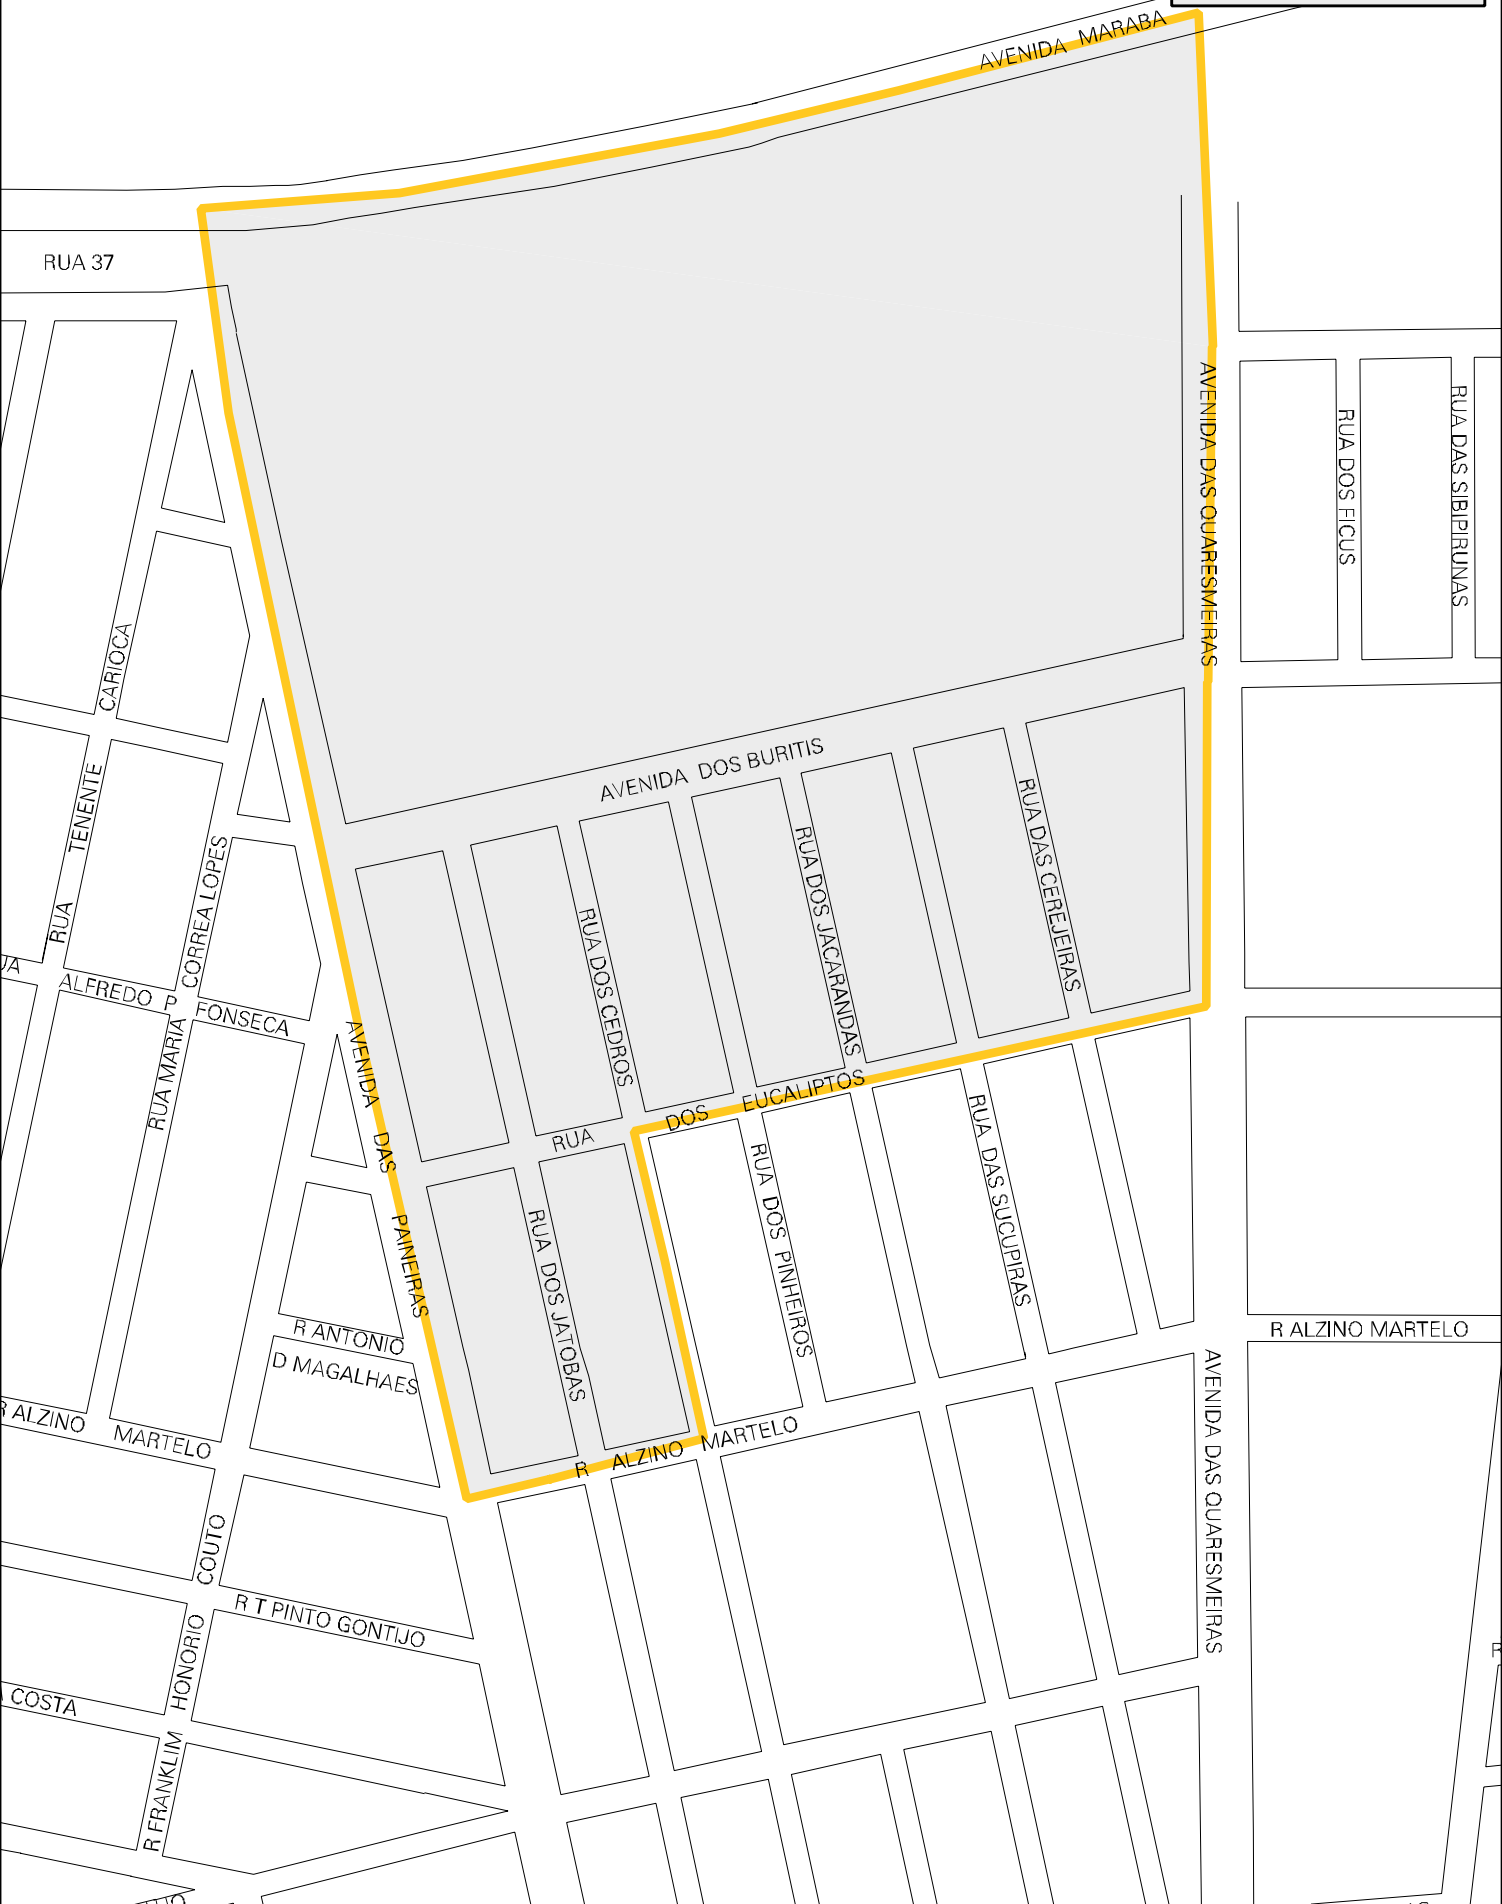 AVENIDA MARABA
RUA 37
AVENIDA DAS QUARESMEIRAS
RUA DOS FICUS
RUA DAS SIBIPIRUNAS
RUA TENENTE CARIOCA
AVENIDA DOS BURITIS
RUA DAS CEREJEIRAS
RUA DOS JACARANDAS
RUA DOS CEDROS
RUA MARIA CORREA LOPES
ALFREDO P FONSECA
AVENIDA DAS PAINEIRAS
RUA DOS EUCALIPTOS
RUA DAS SUCUPIRAS
RUA DOS PINHEIROS
RUA DOS JATOBAS
R ANTONIO
D MAGALHAES
R ALZINO MARTELO
R ALZINO MARTELO
R ALZINO MARTELO
AVENIDA DAS QUARESMEIRAS
R FRANKLIM HONORIO COUTO
R T PINTO GONTIJO
COSTA